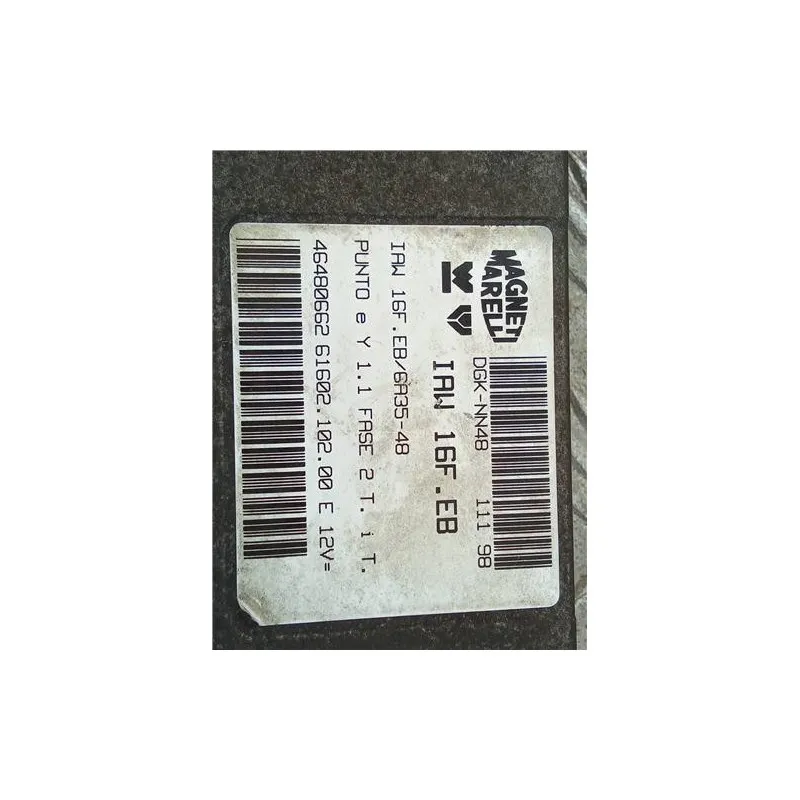 MAGNETI
MARELLI
DGK-NN48 111 98
IAW 16F.EB
IAW 16F.EB/6A35-48
PUNTO e Y 1.1 FASE 2 T. i T.
46480662 61602.102.00 E 12V=